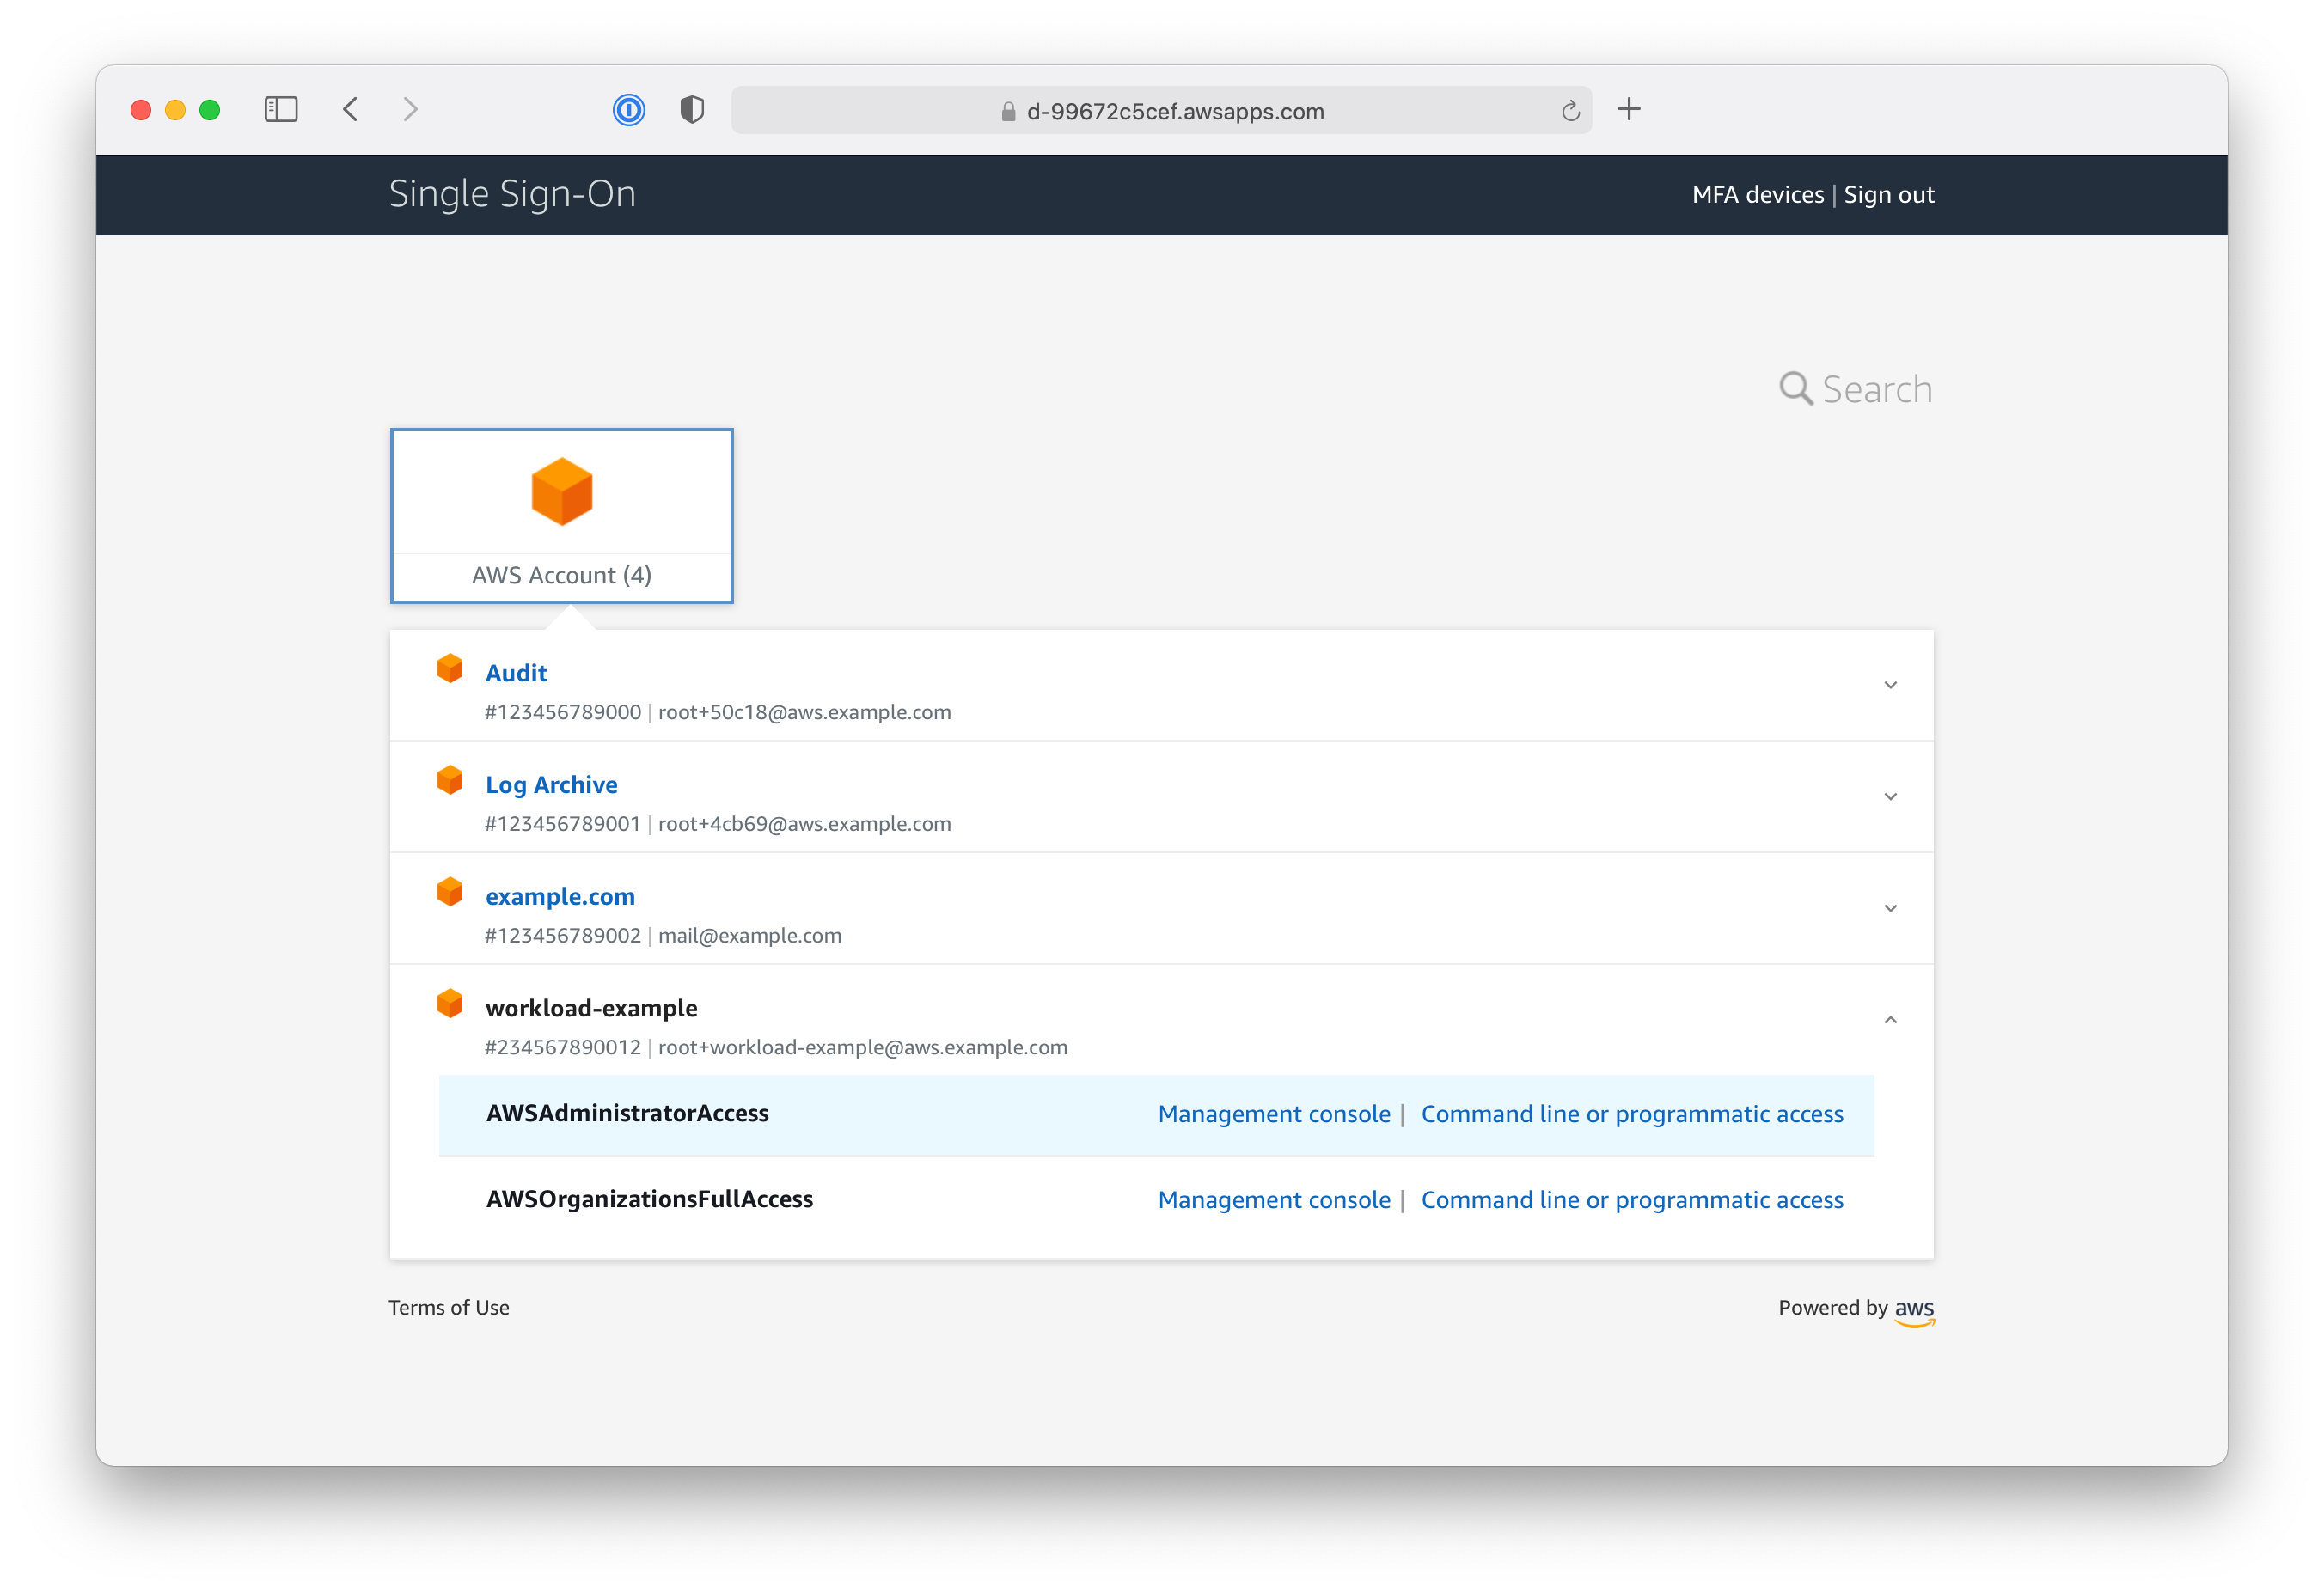 d-99672c5cef.awsapps.com
Single Sign-On
MFA devices | Sign out
Search
AWS Account (4)
Audit
#123456789000 | root+50c18@aws.example.com
Log Archive
#123456789001 | root+4cb69@aws.example.com
example.com
#123456789002 | mail@example.com
workload-example
#234567890012 | root+workload-example@aws.example.com
AWSAdministratorAccess Management console | Command line or programmatic access
AWSOrganizationsFullAccess Management console | Command line or programmatic access
Terms of Use
Powered by aws